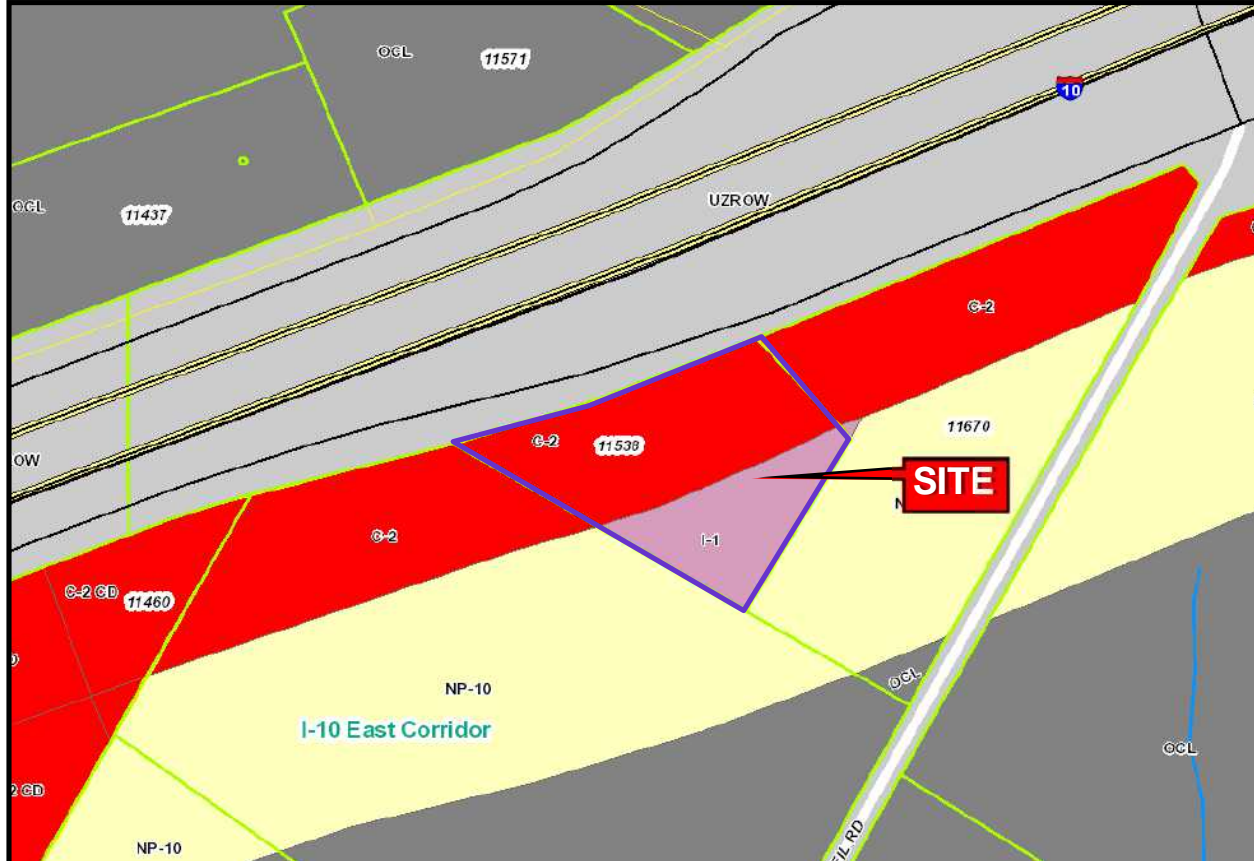 OCL
11571
10
OCL
11437
UZROW
C-2
OW
C-2
11538
11670
SITE
N
C-2
I-1
C-2 CD
11460
NP-10
OCL
I-10 East Corridor
OCL
2 CD
NP-10
RD